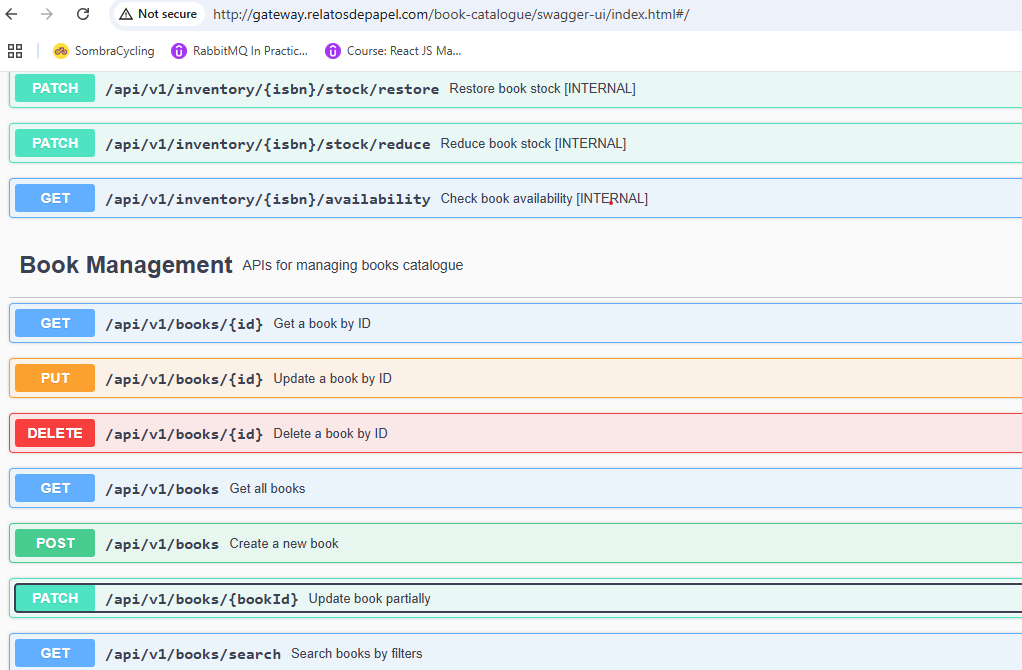 Not secure http://gateway.relatosdepapel.com/book-catalogue/swagger-ui/index.html#/
SombraCycling RabbitMQ In Practic... Course: React JS Ma...
PATCH /api/v1/inventory/{isbn}/stock/restore Restore book stock [INTERNAL]
PATCH /api/v1/inventory/{isbn}/stock/reduce Reduce book stock [INTERNAL]
GET /api/v1/inventory/{isbn}/availability Check book availability [INTERNAL]
Book Management APIs for managing books catalogue
GET /api/v1/books/{id} Get a book by ID
PUT /api/v1/books/{id} Update a book by ID
DELETE /api/v1/books/{id} Delete a book by ID
GET /api/v1/books Get all books
POST /api/v1/books Create a new book
PATCH /api/v1/books/{bookId} Update book partially
GET /api/v1/books/search Search books by filters